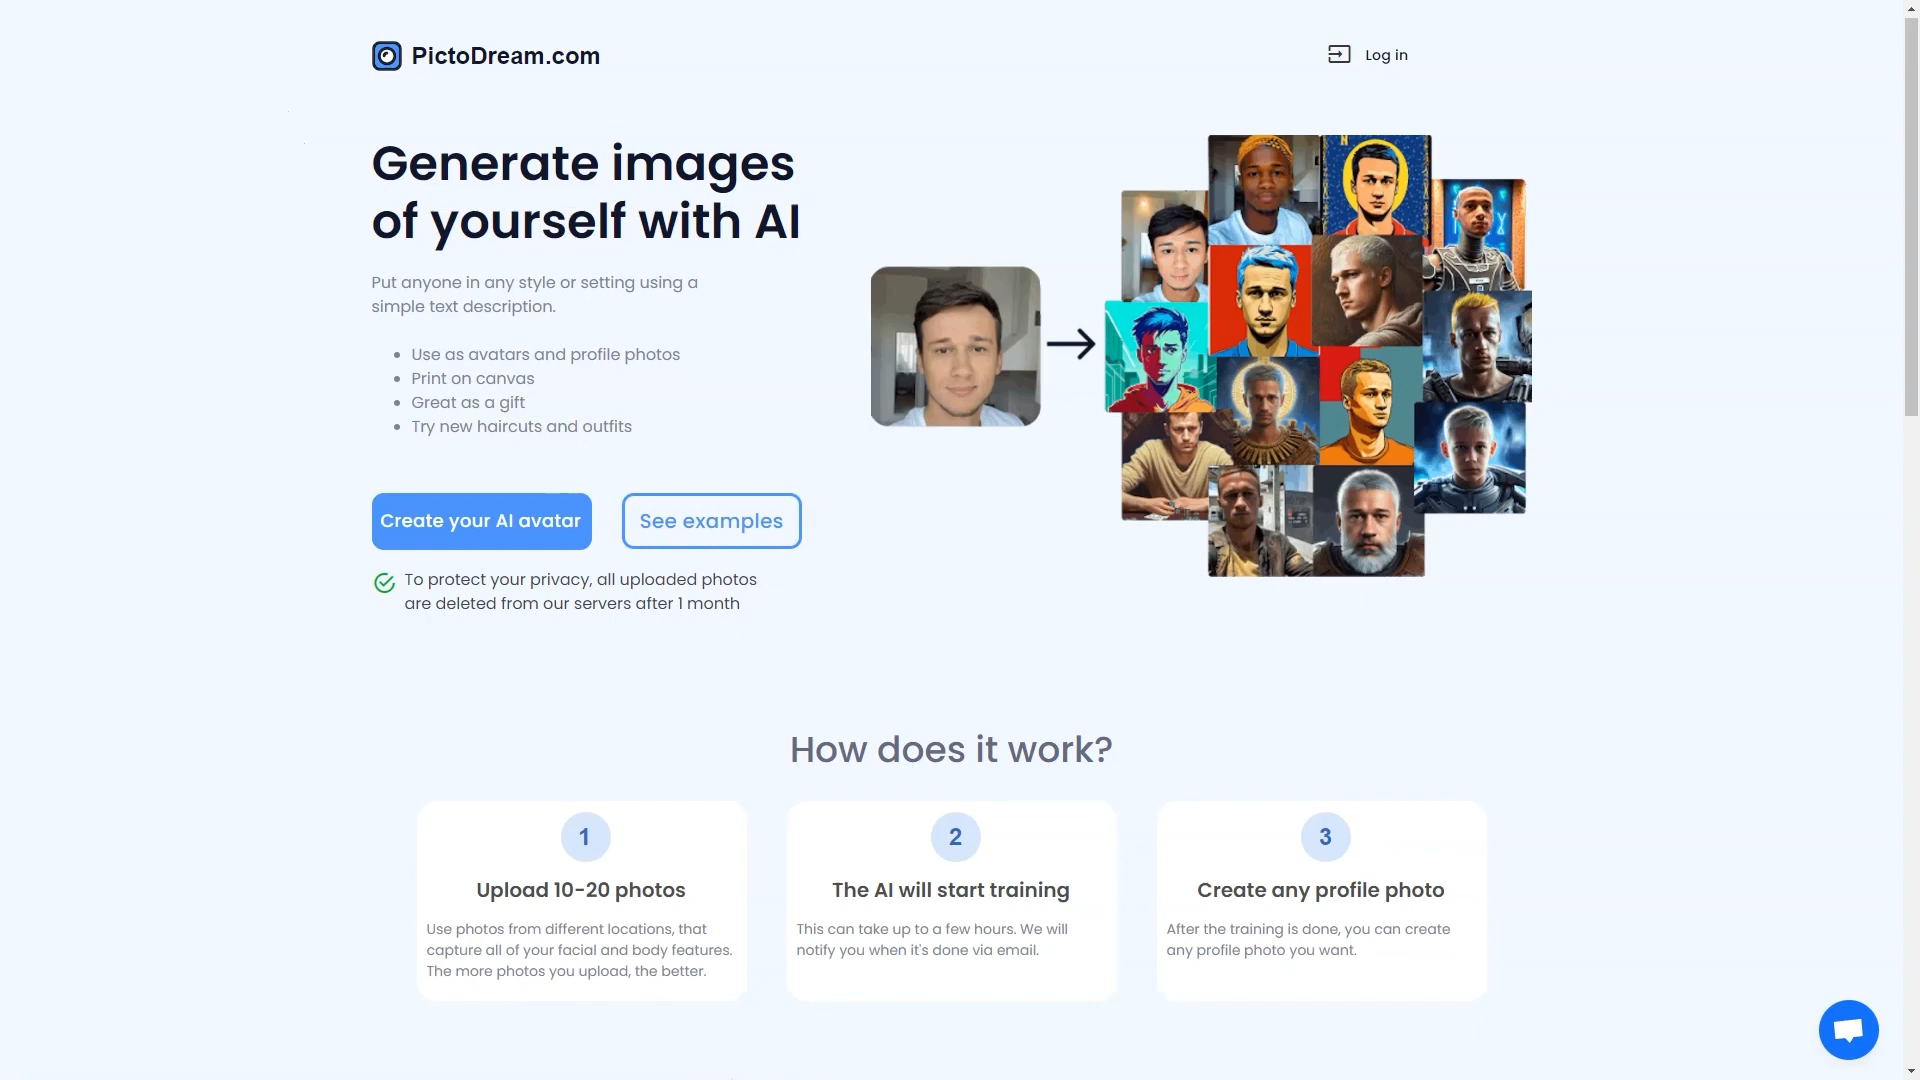 PictoDream.com
Log in
Generate images
of yourself with AI
Put anyone in any style or setting using a
simple text description.
Use as avatars and profile photos
Print on canvas
Great as a gift
Try new haircuts and outfits
Create your AI avatar
See examples
To protect your privacy, all uploaded photos
are deleted from our servers after 1 month
How does it work?
1
Upload 10-20 photos
Use photos from different locations, that
capture all of your facial and body features.
The more photos you upload, the better.
2
The AI will start training
This can take up to a few hours. We will
notify you when it's done via email.
3
Create any profile photo
After the training is done, you can create
any profile photo you want.